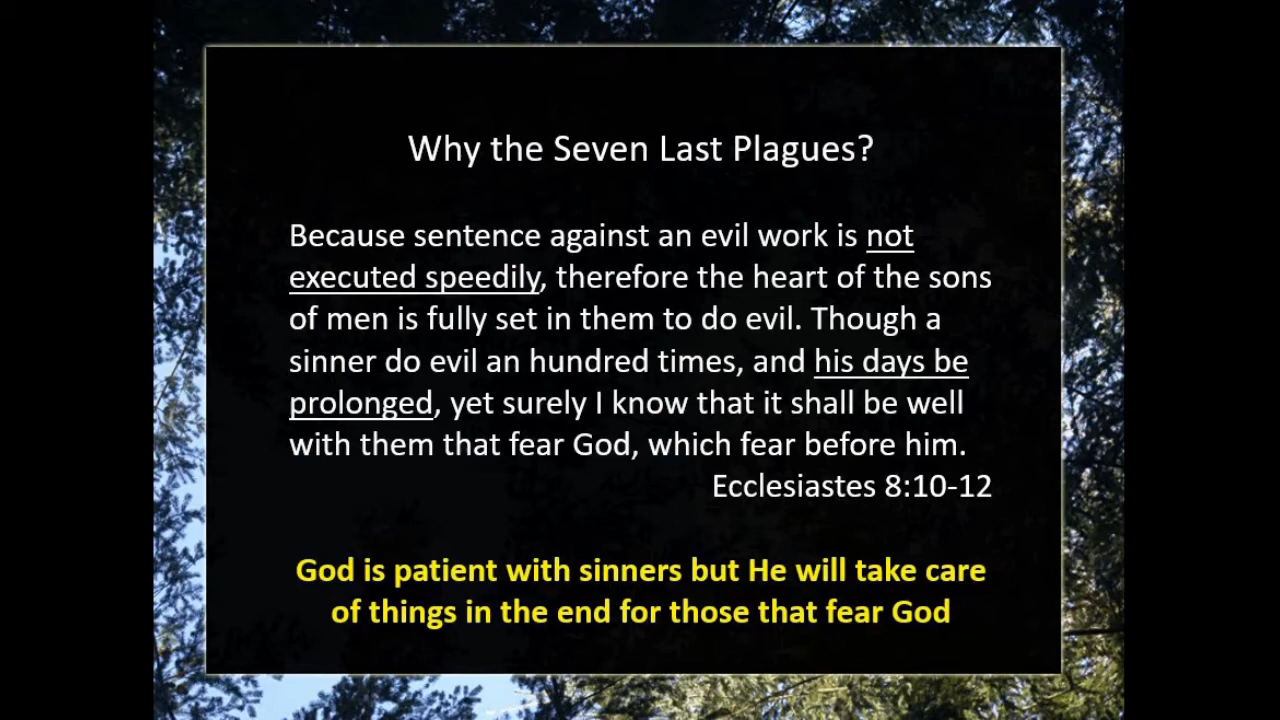 Why the Seven Last Plagues?
Because sentence against an evil work is not
executed speedily, therefore the heart of the sons
of men is fully set in them to do evil. Though a
sinner do evil an hundred times, and his days be
prolonged, yet surely I know that it shall be well
with them that fear God, which fear before him.
Ecclesiastes 8:10-12
God is patient with sinners but He will take care
of things in the end for those that fear God